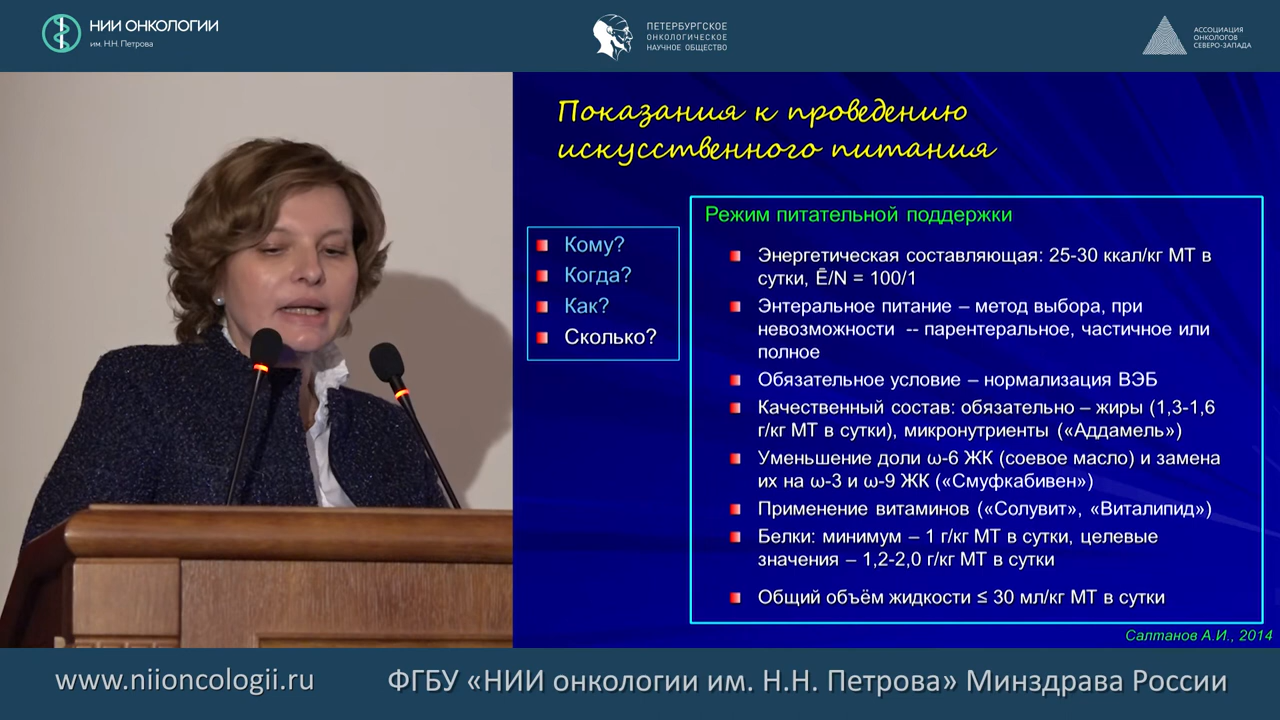 НИИ ОНКОЛОГИИ
им. Н.Н. Петрова
ПЕТЕРБУРГСКОЕ
ОНКОЛОГИЧЕСКОЕ
НАУЧНОЕ ОБЩЕСТВО
АССОЦИАЦИЯ
ОНКОЛОГОВ
СЕВЕРО-ЗАПАДА
Показания к проведению
искусственного питания
Кому?
Когда?
Как?
Сколько?
Режим питательной поддержки
Энергетическая составляющая: 25-30 ккал/кг МТ в
сутки, Ē/N = 100/1
Энтеральное питание – метод выбора, при
невозможности -- парентеральное, частичное или
полное
Обязательное условие – нормализация ВЭБ
Качественный состав: обязательно – жиры (1,3-1,6
г/кг МТ в сутки), микронутриенты («Аддамель»)
Уменьшение доли ω-6 ЖК (соевое масло) и замена
их на ω-3 и ω-9 ЖК («Смуфкабивен»)
Применение витаминов («Солувит», «Виталипид»)
Белки: минимум – 1 г/кг МТ в сутки, целевые
значения – 1,2-2,0 г/кг МТ в сутки
Общий объём жидкости ≤ 30 мл/кг МТ в сутки
Салтанов А.И., 2014
www.niioncologii.ru
ФГБУ «НИИ онкологии им. Н.Н. Петрова» Минздрава России